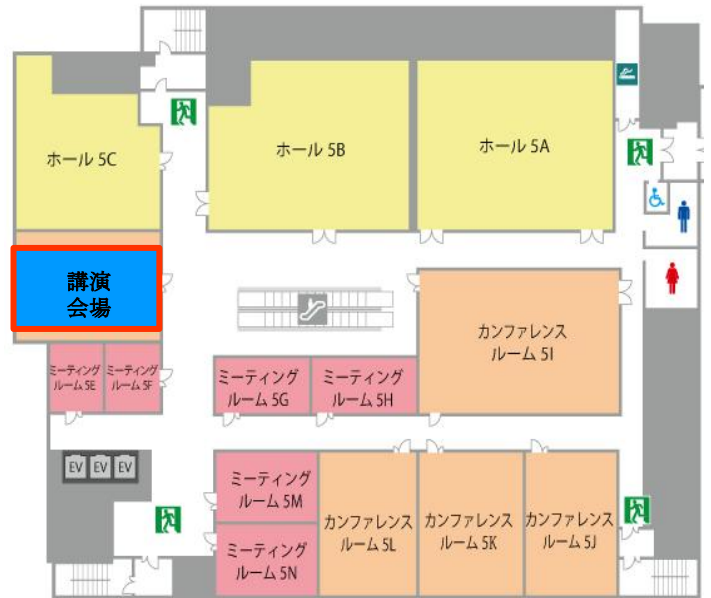 ホール 5C
ホール 5B
ホール 5A
講演
会場
カンファレンス
ルーム 5I
ミーティング
ルーム 5E
ミーティング
ルーム 5F
ミーティング
ルーム 5G
ミーティング
ルーム 5H
EV EV EV
ミーティング
ルーム 5M
ミーティング
ルーム 5N
カンファレンス
ルーム 5L
カンファレンス
ルーム 5K
カンファレンス
ルーム 5J